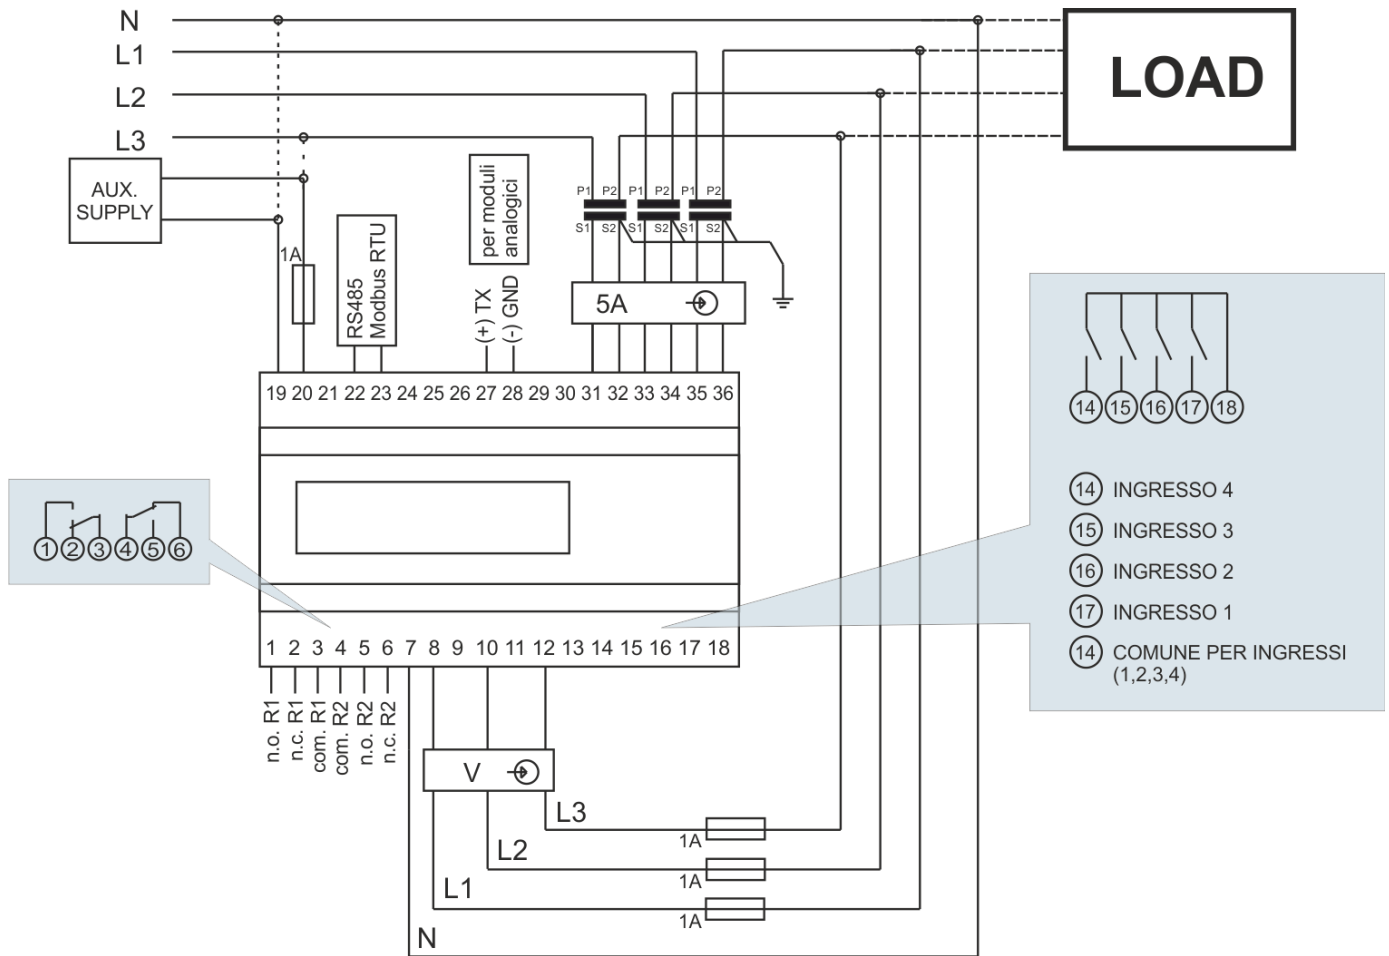 N
L1
L2
L3
LOAD
AUX.
SUPPLY
1A
RS485
Modbus RTU
per moduli
analogici
(+) TX
(-) GND
P1 P2 P1 P2 P1 P2
S1 S2 S1 S2 S1 S2
5A
19 20 21 22 23 24 25 26 27 28 29 30 31 32 33 34 35 36
1 2 3 4 5 6
1 2 3 4 5 6 7 8 9 10 11 12 13 14 15 16 17 18
n.o. R1
n.c. R1
com. R1
com. R2
n.o. R2
n.c. R2
V
L3
1A
L2
1A
L1
1A
N
14 15 16 17 18
14 INGRESSO 4
15 INGRESSO 3
16 INGRESSO 2
17 INGRESSO 1
14 COMUNE PER INGRESSI
(1,2,3,4)